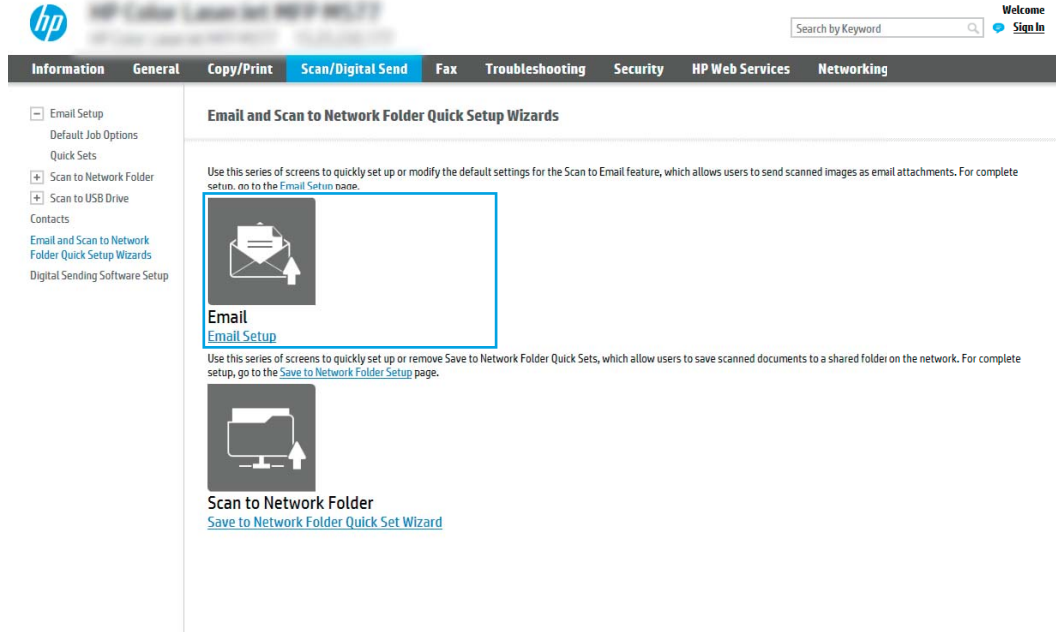 hp
Welcome
Search by Keyword
Sign In
Information General Copy/Print Scan/Digital Send Fax Troubleshooting Security HP Web Services Networking
Email Setup
Default Job Options
Quick Sets
Scan to Network Folder
Scan to USB Drive
Contacts
Email and Scan to Network
Folder Quick Setup Wizards
Digital Sending Software Setup
Email and Scan to Network Folder Quick Setup Wizards
Use this series of screens to quickly set up or modify the default settings for the Scan to Email feature, which allows users to send scanned images as email attachments. For complete
setup, go to the Email Setup page.
Email
Email Setup
Use this series of screens to quickly set up or remove Save to Network Folder Quick Sets, which allow users to save scanned documents to a shared folder on the network. For complete
setup, go to the Save to Network Folder Setup page.
Scan to Network Folder
Save to Network Folder Quick Set Wizard